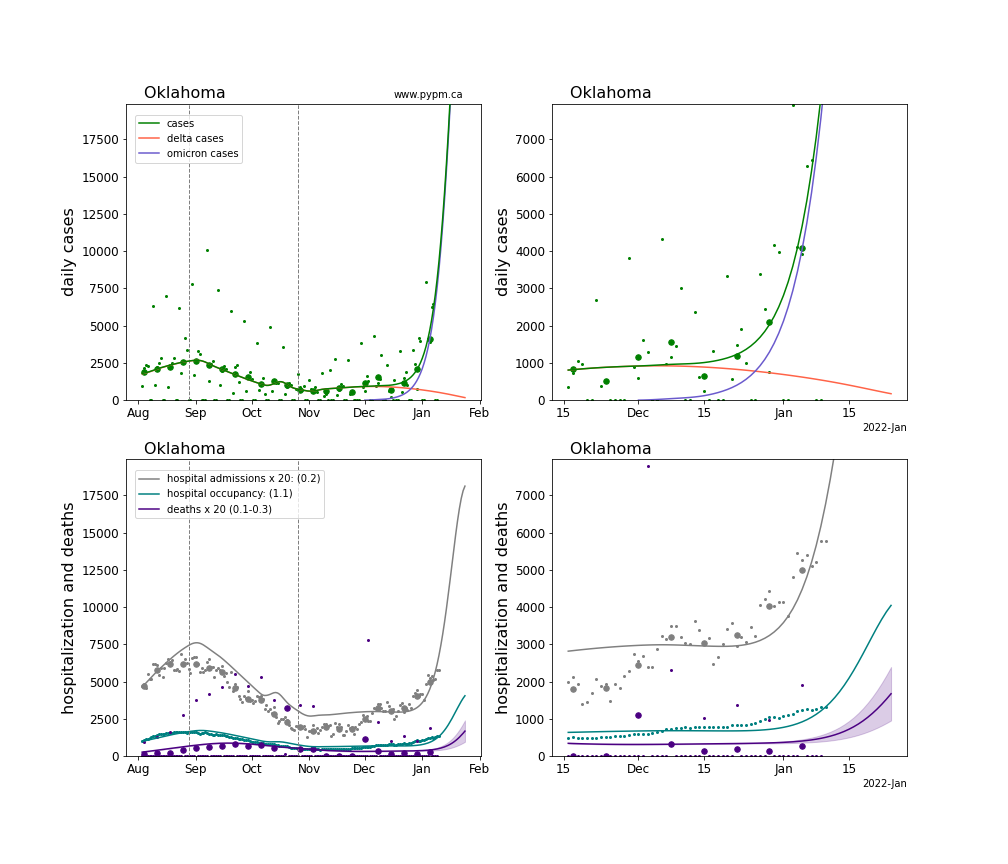 Oklahoma
www.pypm.ca
cases
delta cases
omicron cases
daily cases
17500
15000
12500
10000
7500
5000
2500
0
Aug Sep Oct Nov Dec Jan Feb
Oklahoma
daily cases
7000
6000
5000
4000
3000
2000
1000
0
15 Dec 15 Jan 15
2022-Jan
Oklahoma
hospital admissions x 20: (0.2)
hospital occupancy: (1.1)
deaths x 20 (0.1-0.3)
hospitalization and deaths
17500
15000
12500
10000
7500
5000
2500
0
Aug Sep Oct Nov Dec Jan Feb
Oklahoma
hospitalization and deaths
7000
6000
5000
4000
3000
2000
1000
0
15 Dec 15 Jan 15
2022-Jan